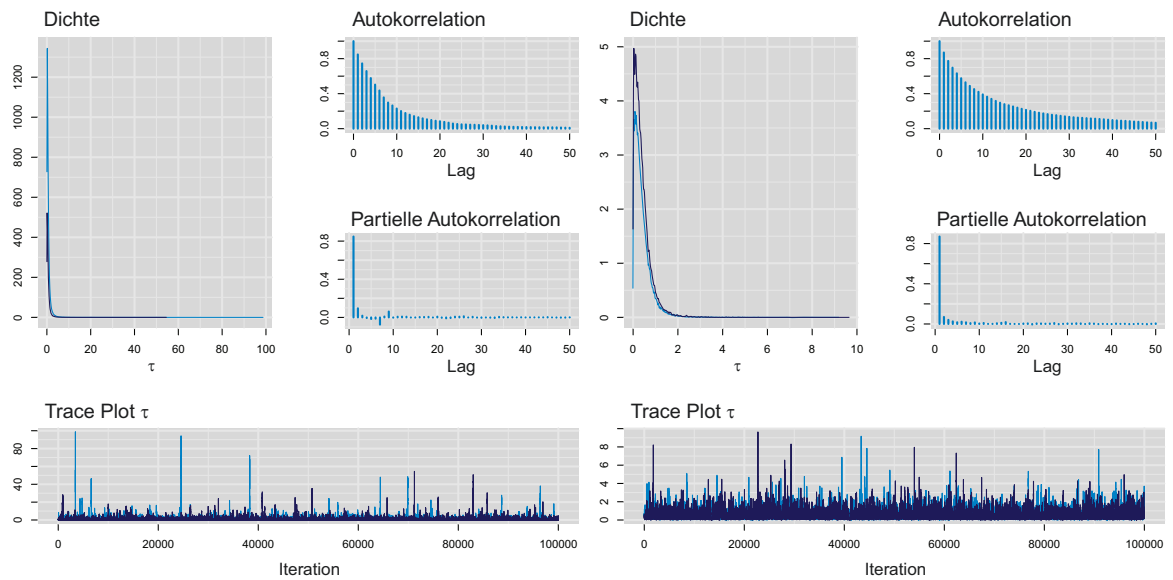 Dichte
0 200 400 600 800 1000 1200
0 20 40 60 80 100
τ
Autokorrelation
0.0 0.4 0.8
0 10 20 30 40 50
Lag
Partielle Autokorrelation
0.0 0.4 0.8
0 10 20 30 40 50
Lag
Dichte
0 1 2 3 4 5
0 2 4 6 8 10
τ
Autokorrelation
0.0 0.4 0.8
0 10 20 30 40 50
Lag
Partielle Autokorrelation
0.0 0.4 0.8
0 10 20 30 40 50
Lag
Trace Plot τ
0 40 80
0 20000 40000 60000 80000 100000
Iteration
Trace Plot τ
0 2 4 6 8
0 20000 40000 60000 80000 100000
Iteration